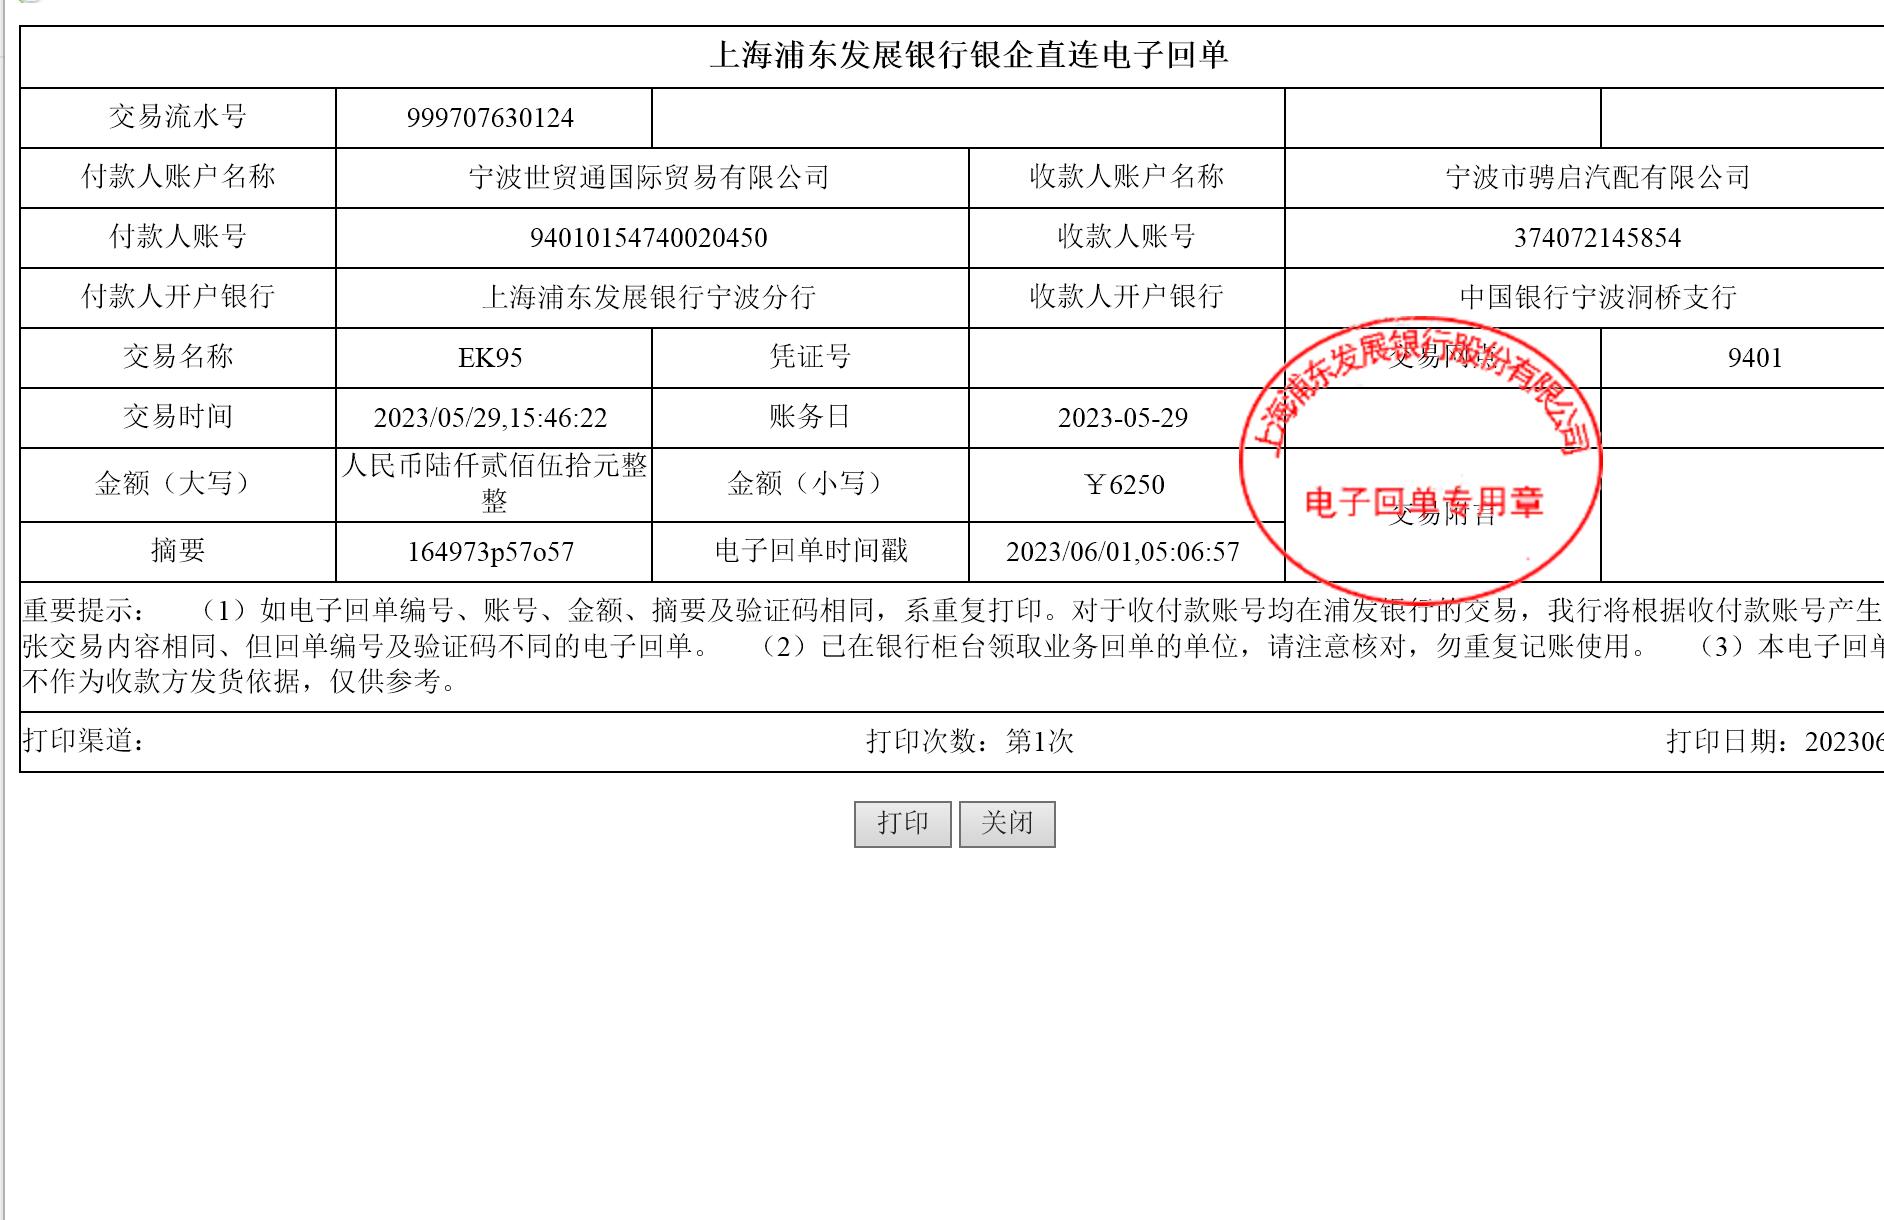 上海浦东发展银行银企直连电子回单
交易流水号 999707630124
付款人账户名称 宁波世贸通国际贸易有限公司 收款人账户名称 宁波市骋启汽配有限公司
付款人账号 94010154740020450 收款人账号 374072145854
付款人开户银行 上海浦东发展银行宁波分行 收款人开户银行 中国银行宁波洞桥支行
交易名称 EK95 凭证号 交易网点 9401
交易时间 2023/05/29,15:46:22 账务日 2023-05-29
金额（大写） 人民币陆仟贰佰伍拾元整
整
金额（小写） ￥6250
摘要 164973p57o57 电子回单时间戳 2023/06/01,05:06:57 交易附言
上海浦东发展银行股份有限公司
电子回单专用章
重要提示： （1）如电子回单编号、账号、金额、摘要及验证码相同，系重复打印。对于收付款账号均在浦发银行的交易，我行将根据收付款账号产生
张交易内容相同、但回单编号及验证码不同的电子回单。 （2）已在银行柜台领取业务回单的单位，请注意核对，勿重复记账使用。 （3）本电子回单
不作为收款方发货依据，仅供参考。
打印渠道： 打印次数：第1次 打印日期：202306
打印 关闭